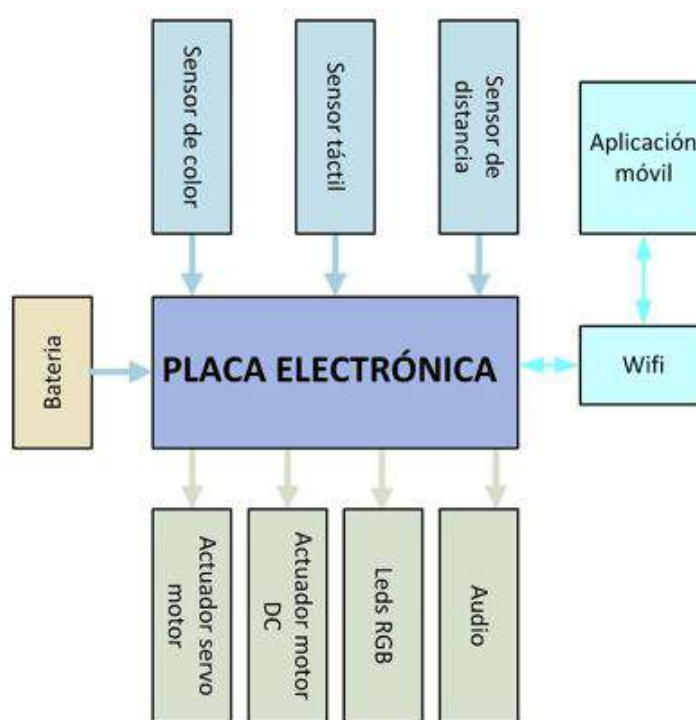 Sensor de color
Sensor táctil
Sensor de
distancia
Aplicación
móvil
Bateria
PLACA ELECTRÓNICA
Wifi
Actuador servo
motor
Actuador motor
DC
Leds RGB
Audio